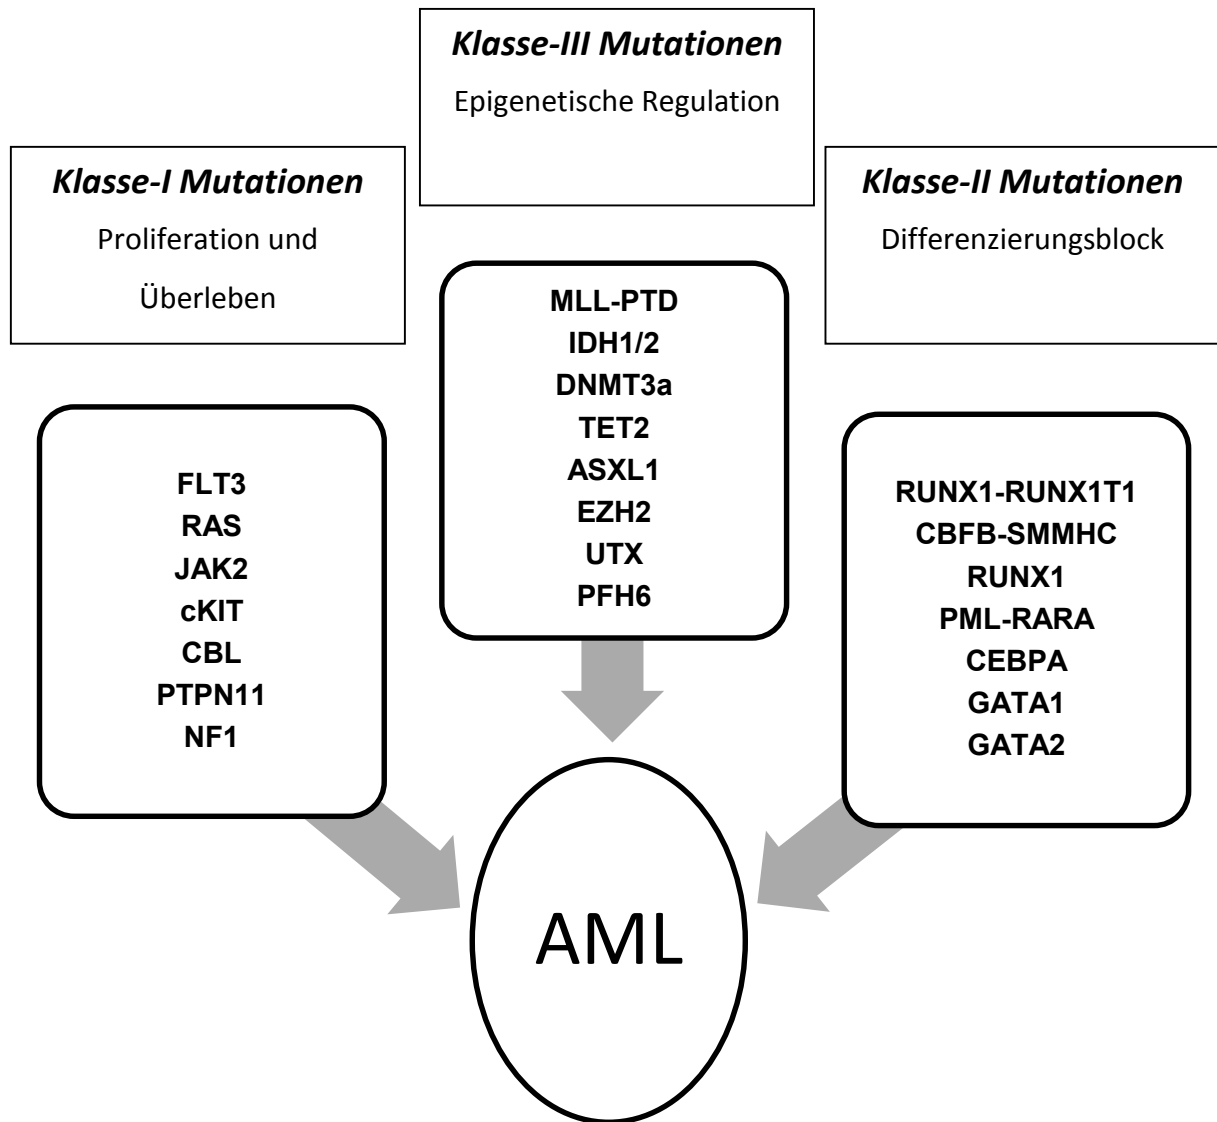 Klasse-III Mutationen
Epigenetische Regulation
Klasse-I Mutationen
Proliferation und
Überleben
Klasse-II Mutationen
Differenzierungsblock
MLL-PTD
IDH1/2
DNMT3a
TET2
ASXL1
EZH2
UTX
PFH6
FLT3
RAS
JAK2
cKIT
CBL
PTPN11
NF1
RUNX1-RUNX1T1
CBFB-SMMHC
RUNX1
PML-RARA
CEBPA
GATA1
GATA2
AML